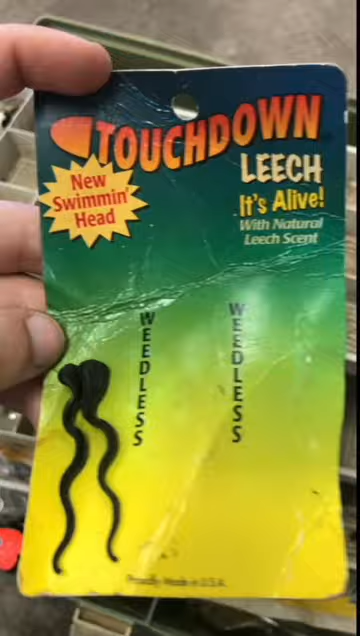 TOUCHDOWN
LEECH
New
Swimmin'
Head
It's Alive!
With Natural
Leech Scent
WEEDLESS
WEEDLESS
Proudly Made in U.S.A.